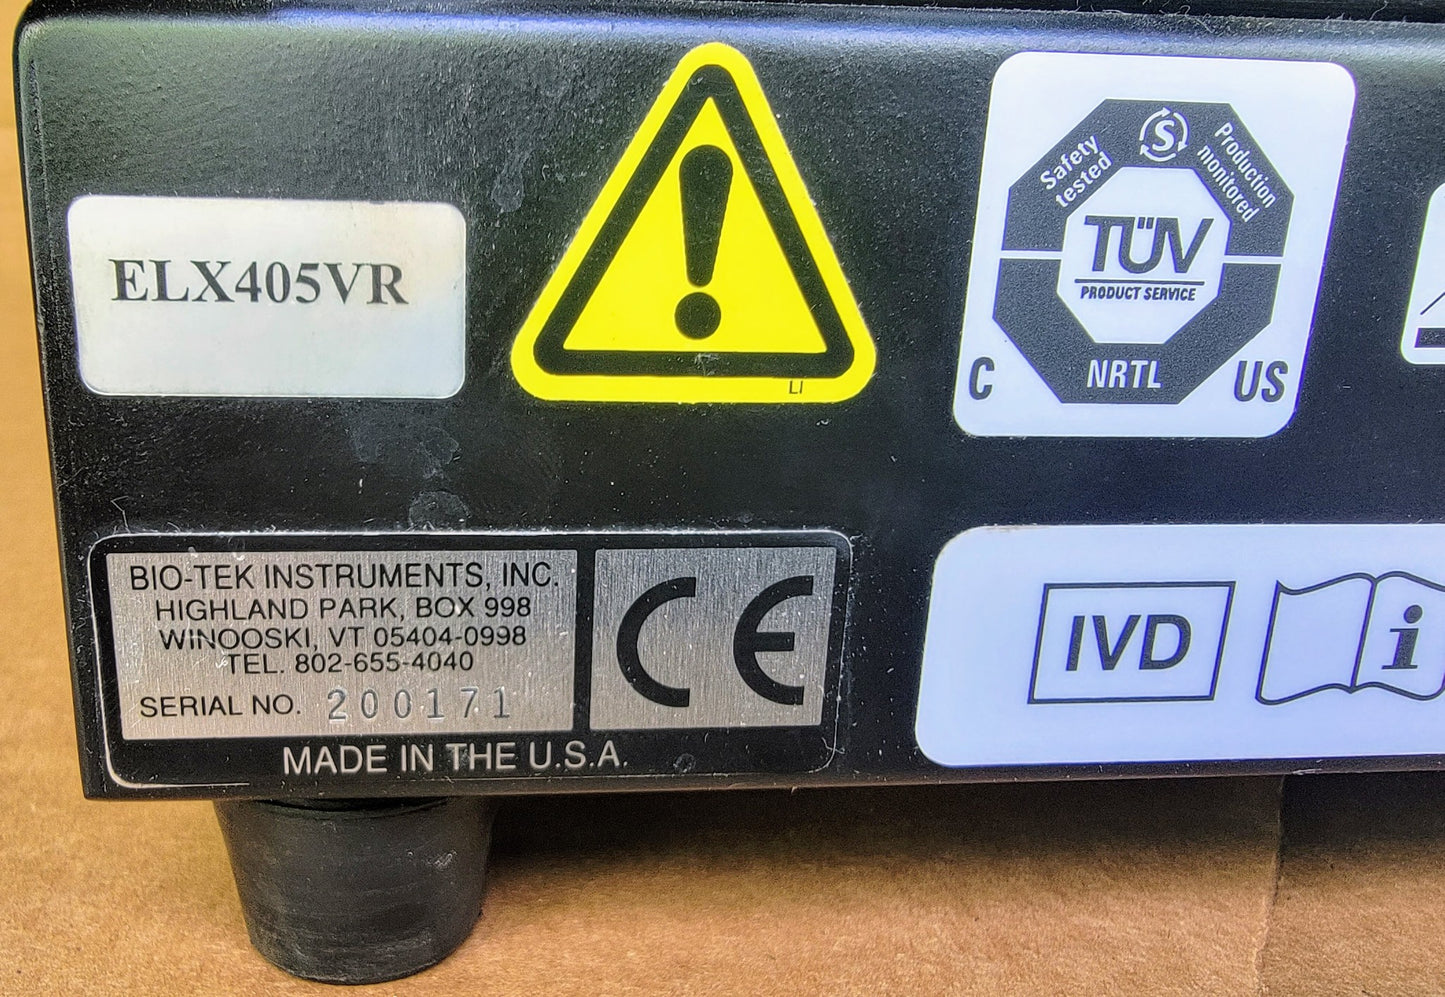 ELX405VR
LI
Safety
tested
S
Production
monitored
TÜV
PRODUCT SERVICE
NRTL
C
US
BIO-TEK INSTRUMENTS, INC.
HIGHLAND PARK, BOX 998
WINOOSKI, VT 05404-0998
TEL. 802-655-4040
SERIAL NO. 200171
CE
MADE IN THE U.S.A.
IVD
i